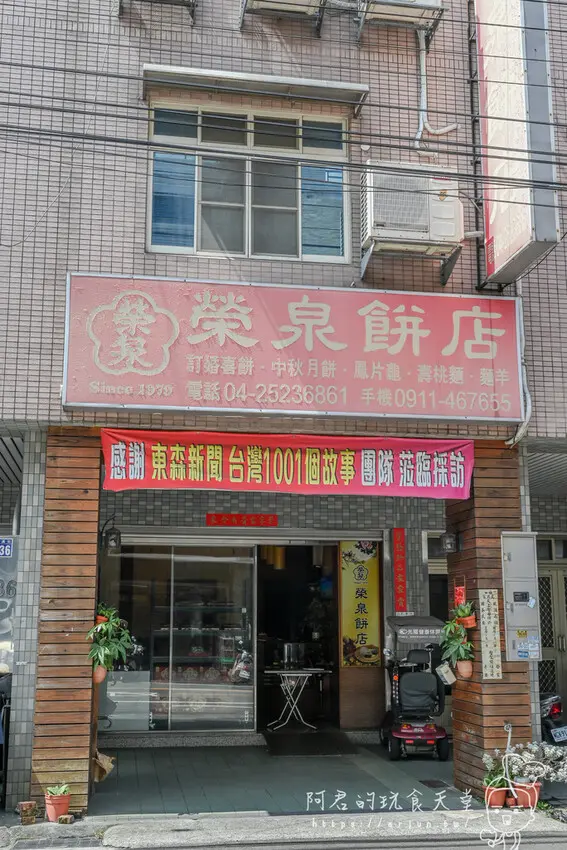 榮泉餅店
榮泉
Since 1979
訂婚喜餅・中秋月餅・鳳片龜・壽桃麵・麵羊
電話 04-25236861 手機 0911-467655
感謝 東森新聞 台灣1001個故事 團隊 蒞臨採訪
榮泉餅店
36
阿君的玩食天堂